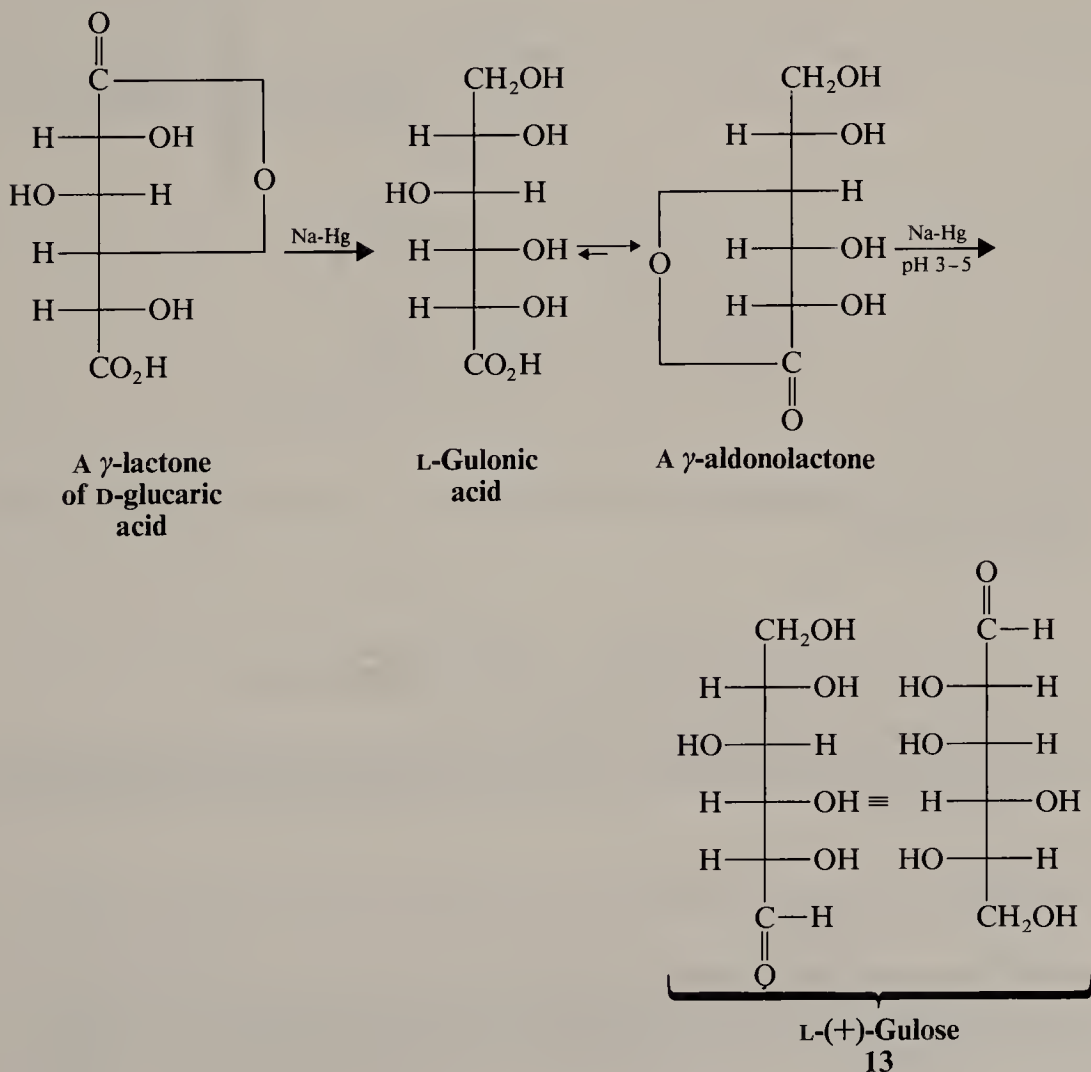 O
C
H OH
HO H
O
H
H OH
CO₂H
A γ-lactone
of D-glucaric
acid
Na-Hg
CH₂OH
H OH
HO H
H OH
H OH
CO₂H
L-Gulonic
acid
CH₂OH
H OH
H
O
H OH
H OH
C
O
A γ-aldonolactone
Na-Hg
pH 3–5
CH₂OH
H OH
HO H
H OH
H OH
C—H
O
≡
O
C—H
HO H
HO H
H OH
HO H
CH₂OH
L-(+)-Gulose
13